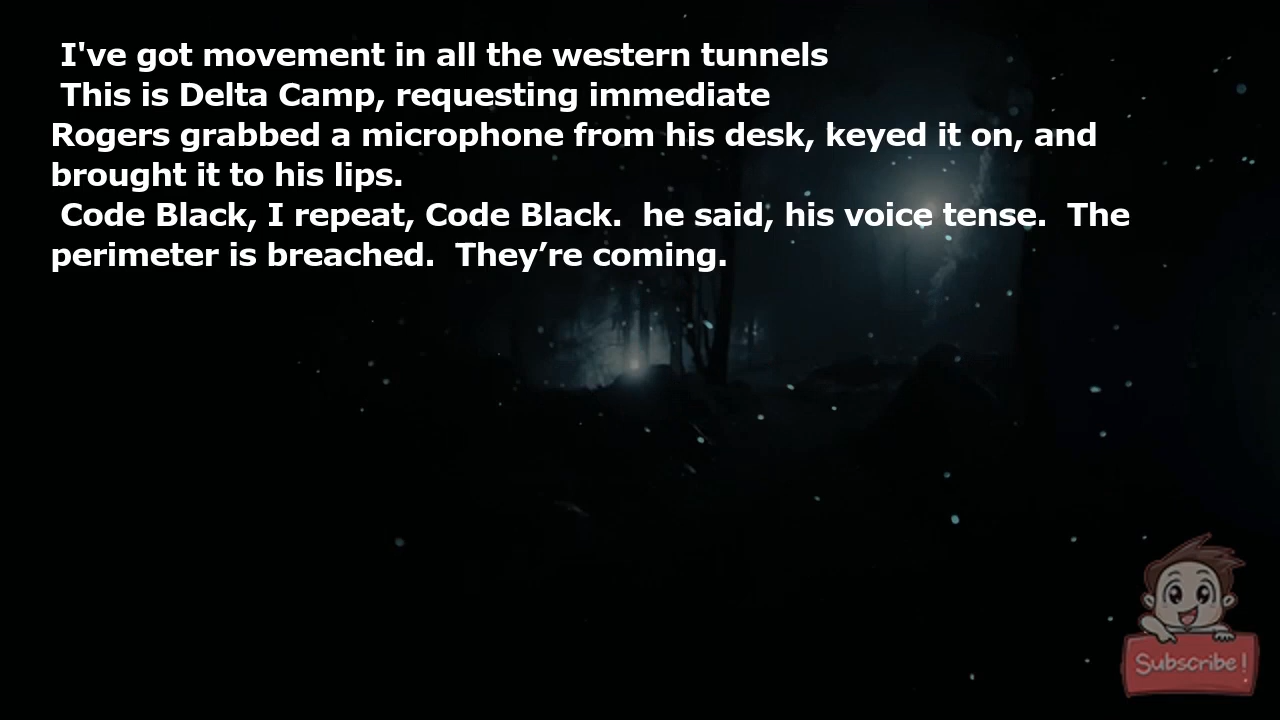 I've got movement in all the western tunnels
This is Delta Camp, requesting immediate
Rogers grabbed a microphone from his desk, keyed it on, and
brought it to his lips.
Code Black, I repeat, Code Black.  he said, his voice tense.  The
perimeter is breached.  They’re coming.
Subscribe!